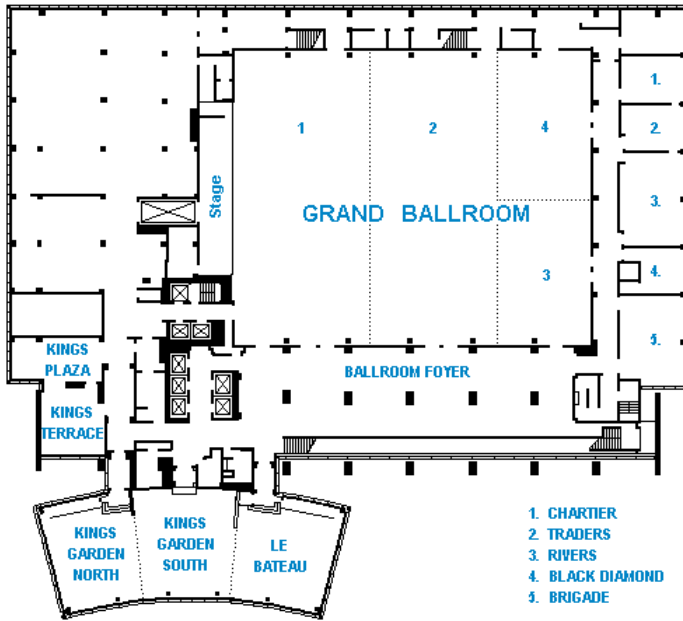 1
2
4
1.
2.
Stage
GRAND BALLROOM
3.
3
4.
5.
KINGS
PLAZA
BALLROOM FOYER
KINGS
TERRACE
KINGS
GARDEN
NORTH
KINGS
GARDEN
SOUTH
LE
BATEAU
1. CHARTIER
2. TRADERS
3. RIVERS
4. BLACK DIAMOND
5. BRIGADE